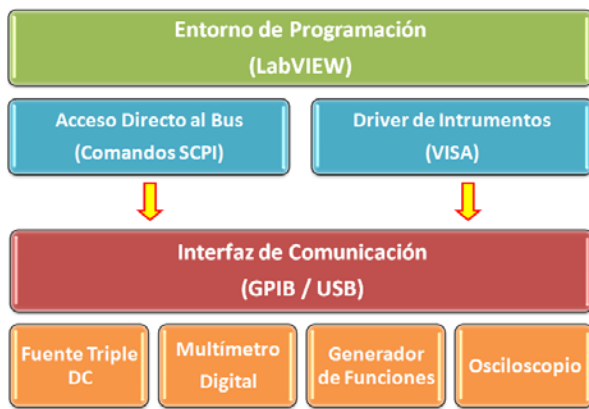 Entorno de Programación
(LabVIEW)
Acceso Directo al Bus
(Comandos SCPI)
Driver de Intrumentos
(VISA)
Interfaz de Comunicación
(GPIB / USB)
Fuente Triple
DC
Multímetro
Digital
Generador
de Funciones
Osciloscopio